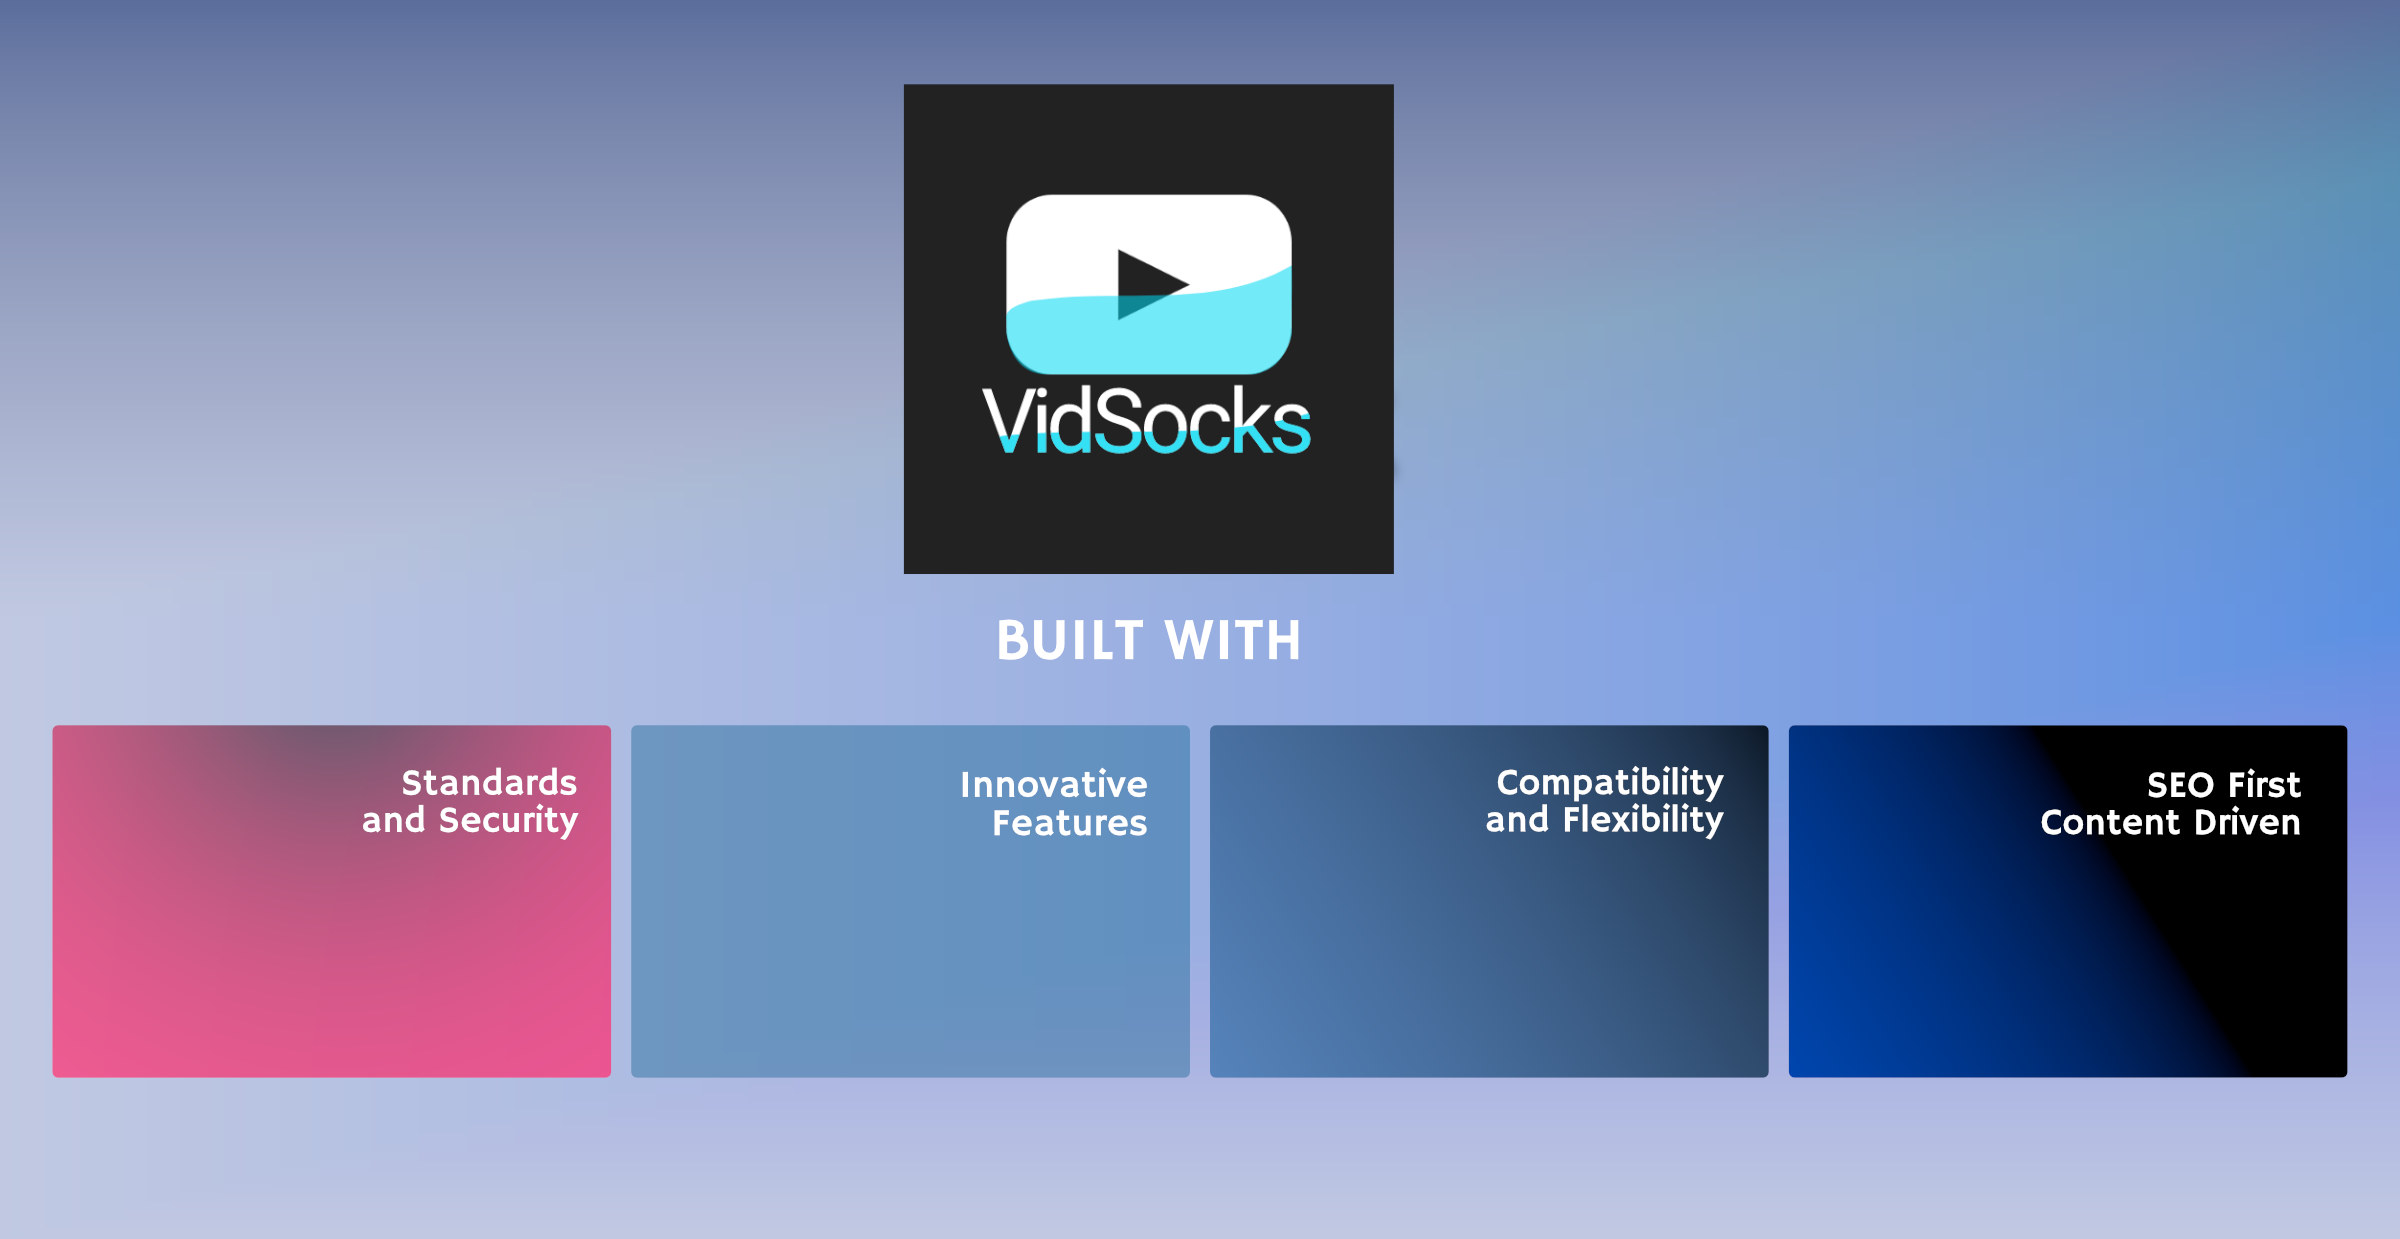 VidSocks
BUILT WITH
Standards
and Security
Innovative
Features
Compatibility
and Flexibility
SEO First
Content Driven